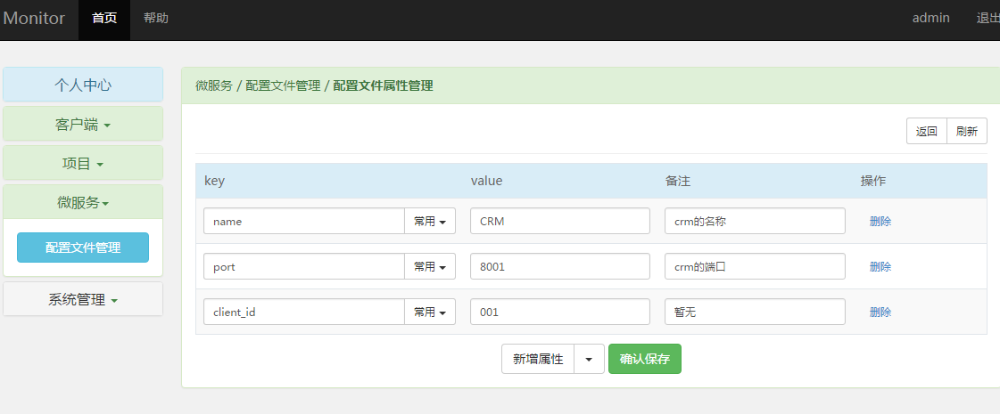 Monitor 首页 帮助 admin 退出
个人中心
客户端
项目
微服务
配置文件管理
系统管理
微服务 / 配置文件管理 / 配置文件属性管理
返回 刷新
key value 备注 操作
name 常用 CRM crm的名称 删除
port 常用 8001 crm的端口 删除
client_id 常用 001 暂无 删除
新增属性 确认保存